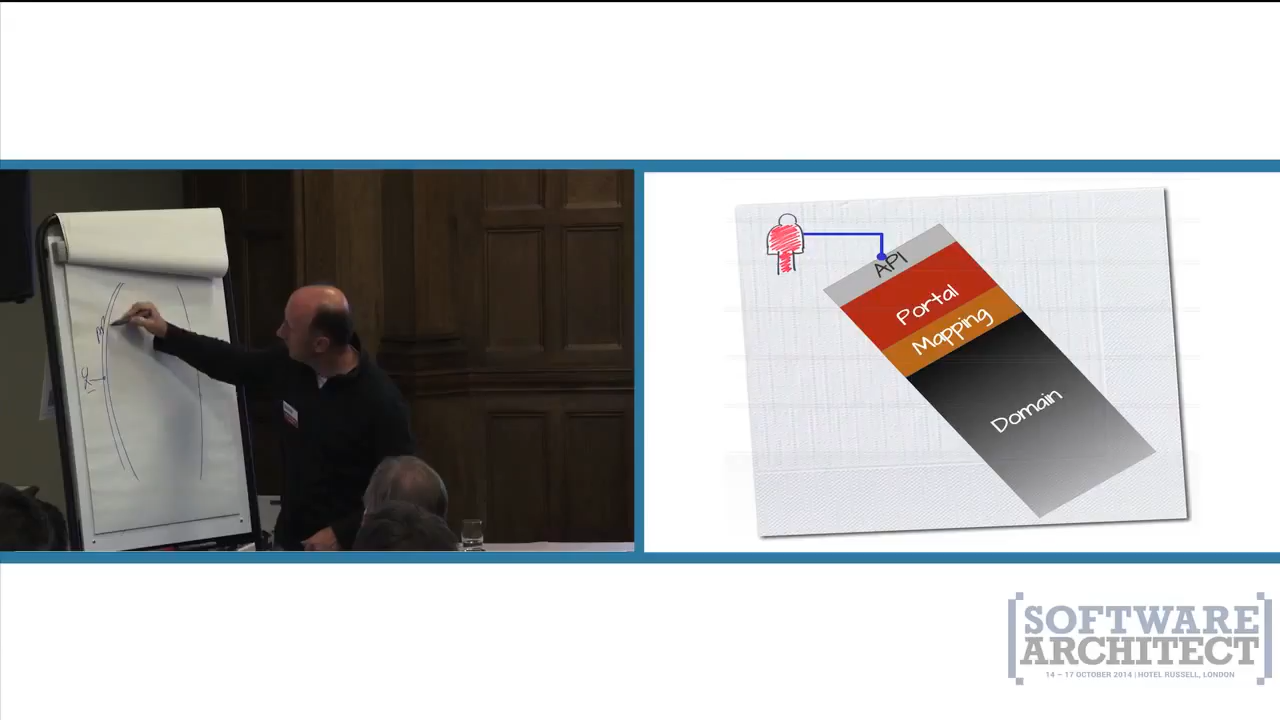 API
Portal
Mapping
Domain
[SOFTWARE
ARCHITECT]
14 – 17 OCTOBER 2014 | HOTEL RUSSELL, LONDON